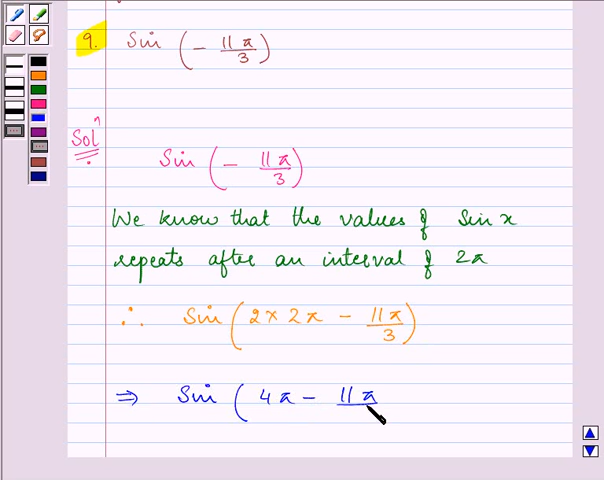 9. Sin (- 11π/3)
Solⁿ
Sin (- 11π/3)
We know that the values of Sin x
repeats after an interval of 2π
∴ Sin (2 × 2π - 11π/3)
⇒ Sin (4π - 11π